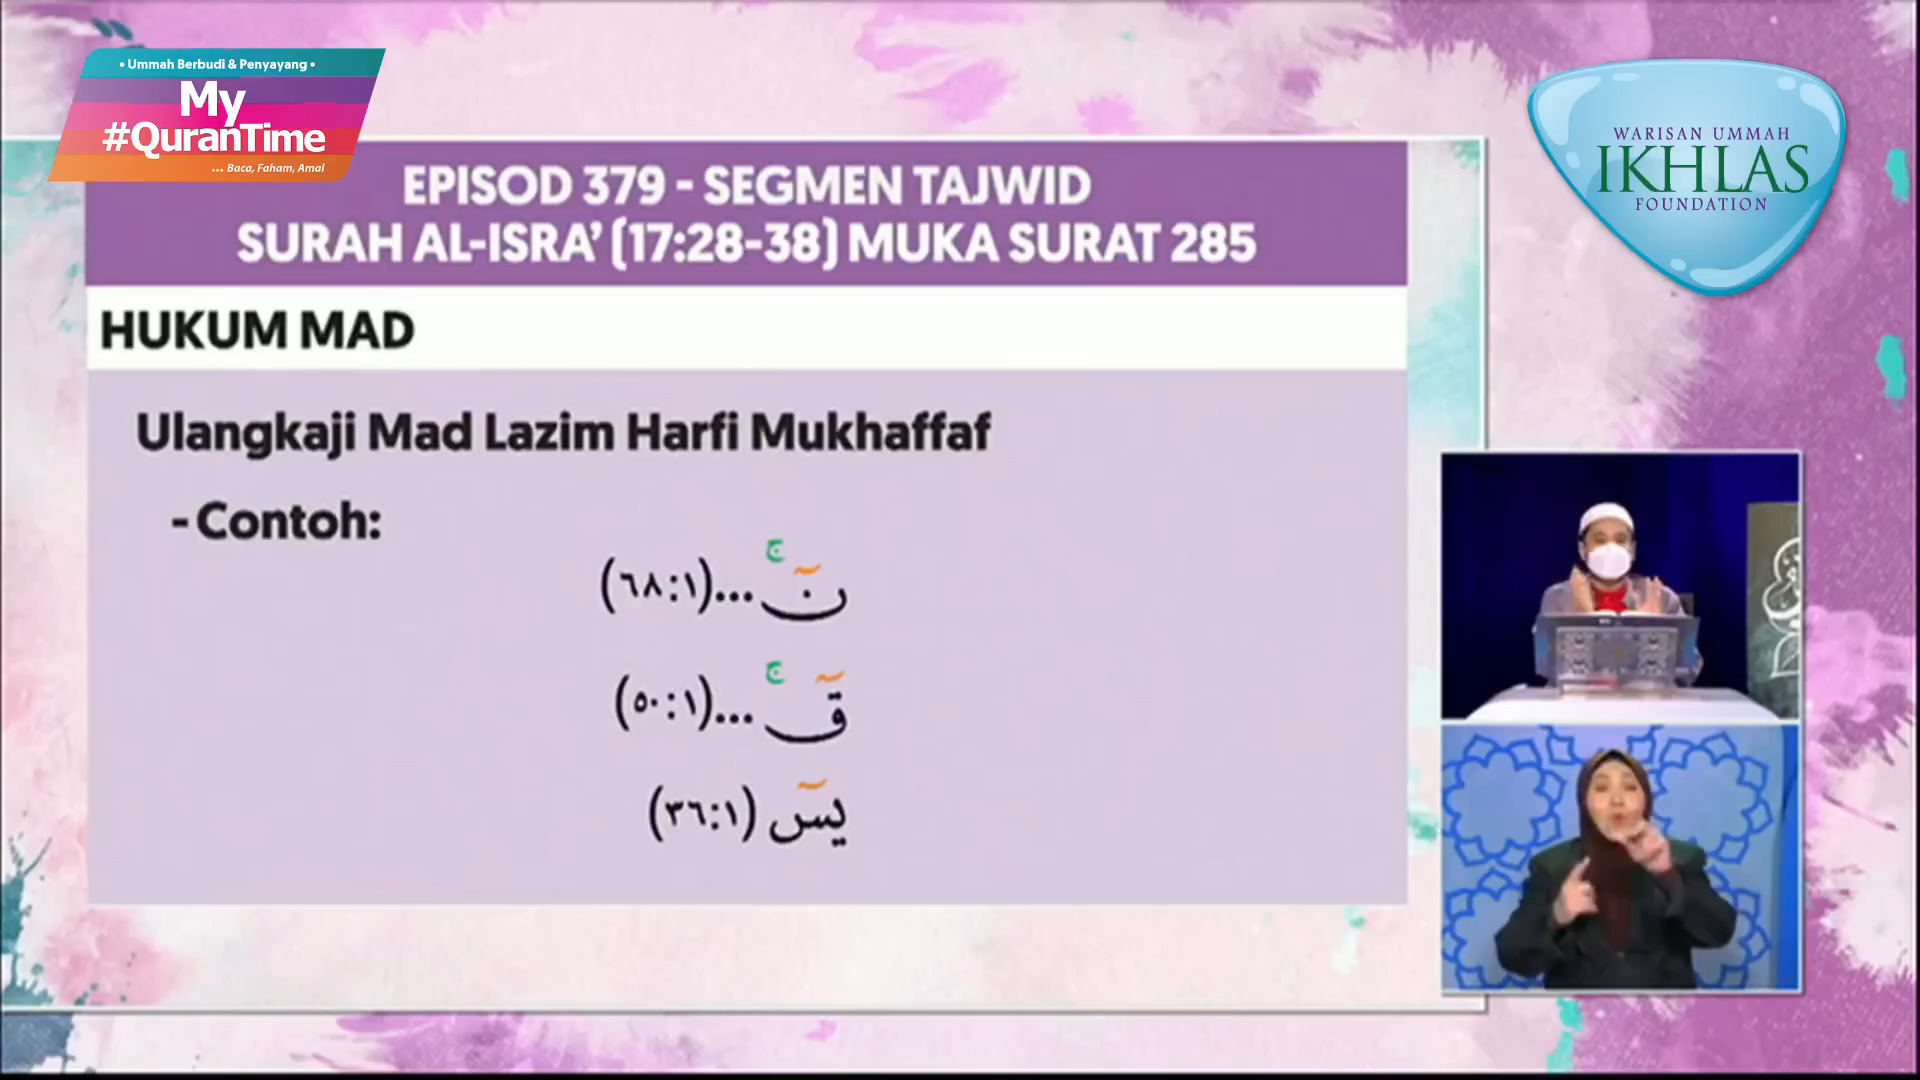 • Ummah Berbudi & Penyayang •
My
#QuranTime
... Baca, Faham, Amal
WARISAN UMMAH
IKHLAS
FOUNDATION
EPISOD 379 - SEGMEN TAJWID
SURAH AL-ISRA' (17:28-38) MUKA SURAT 285
HUKUM MAD
Ulangkaji Mad Lazim Harfi Mukhaffaf
- Contoh:
نٓ ۚ ...(٦٨:١)
قٓ ۚ ...(٥٠:١)
يسٓ (٣٦:١)